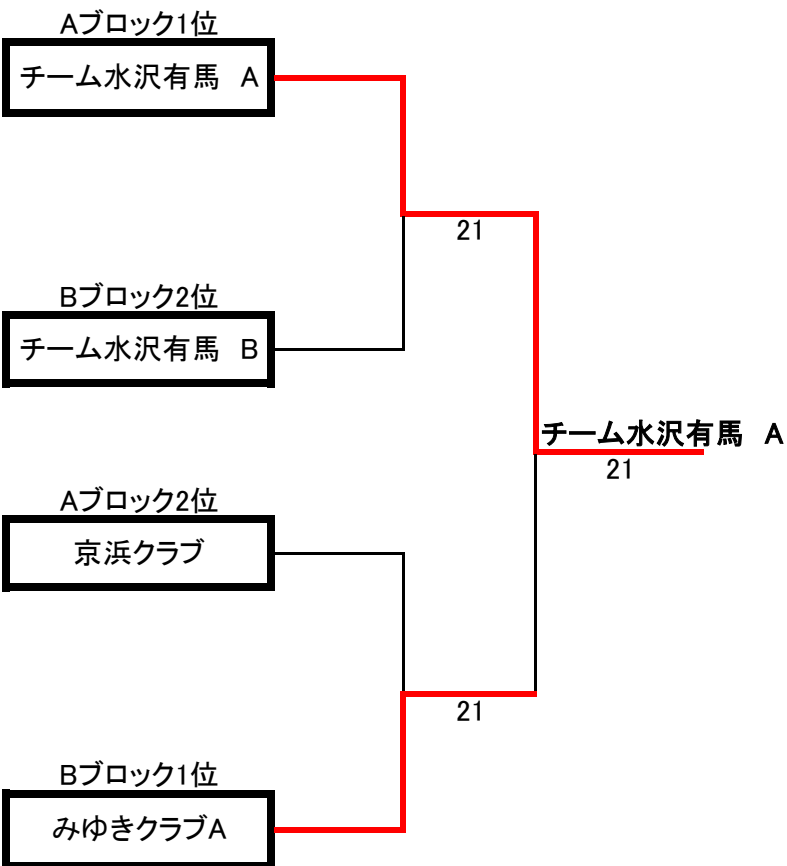 Aブロック1位
チーム水沢有馬　A
21
Bブロック2位
チーム水沢有馬　B
チーム水沢有馬　A
21
Aブロック2位
京浜クラブ
21
Bブロック1位
みゆきクラブA